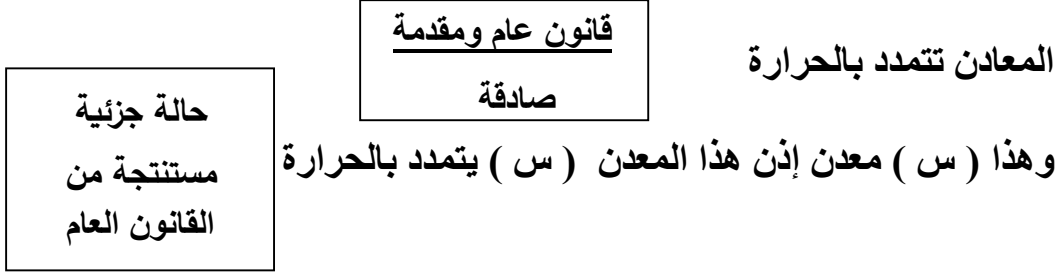 المعادن تتمدد بالحرارة
قانون عام ومقدمة
صادقة
وهذا ( س ) معدن إذن هذا المعدن ( س ) يتمدد بالحرارة
حالة جزئية
مستنتجة من
القانون العام